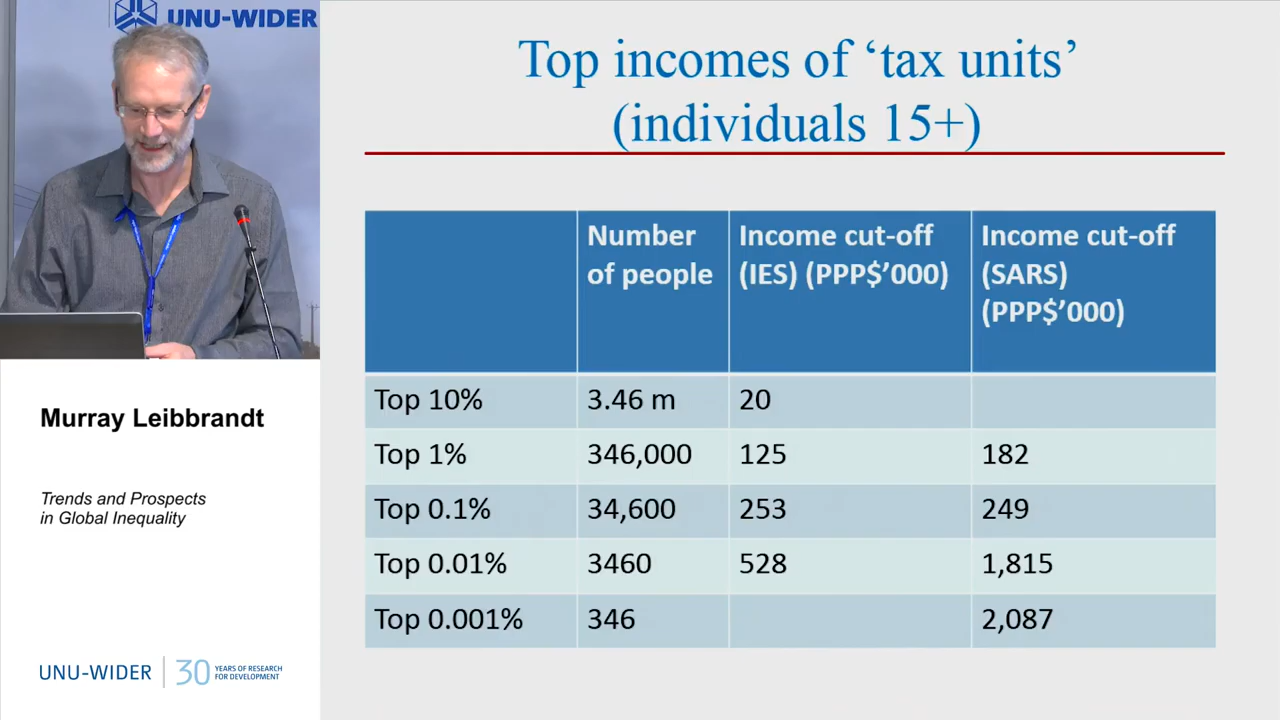 UNU-WIDER
Top incomes of ‘tax units’
(individuals 15+)
Number of people
Income cut-off (IES) (PPP$’000)
Income cut-off (SARS) (PPP$’000)
Top 10% 3.46 m 20
Top 1% 346,000 125 182
Top 0.1% 34,600 253 249
Top 0.01% 3460 528 1,815
Top 0.001% 346 2,087
Murray Leibbrandt
Trends and Prospects
in Global Inequality
UNU-WIDER
30 YEARS OF RESEARCH
FOR DEVELOPMENT